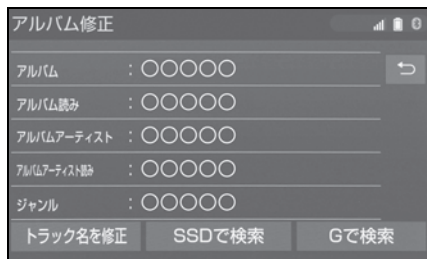 アルバム修正
アルバム : ○○○○○
アルバム読み : ○○○○○
アルバムアーティスト : ○○○○○
アルバムアーティスト読み : ○○○○○
ジャンル : ○○○○○
トラック名を修正 SSDで検索 Gで検索